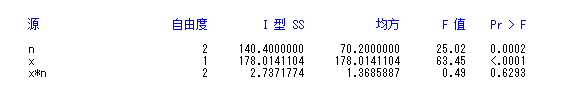 源 自由度 I 型 SS 均方 F 值 Pr > F
n 2 140.4000000 70.2000000 25.02 0.0002
x 1 178.0141104 178.0141104 63.45 <.0001
x*n 2 2.7371774 1.3685887 0.49 0.6293